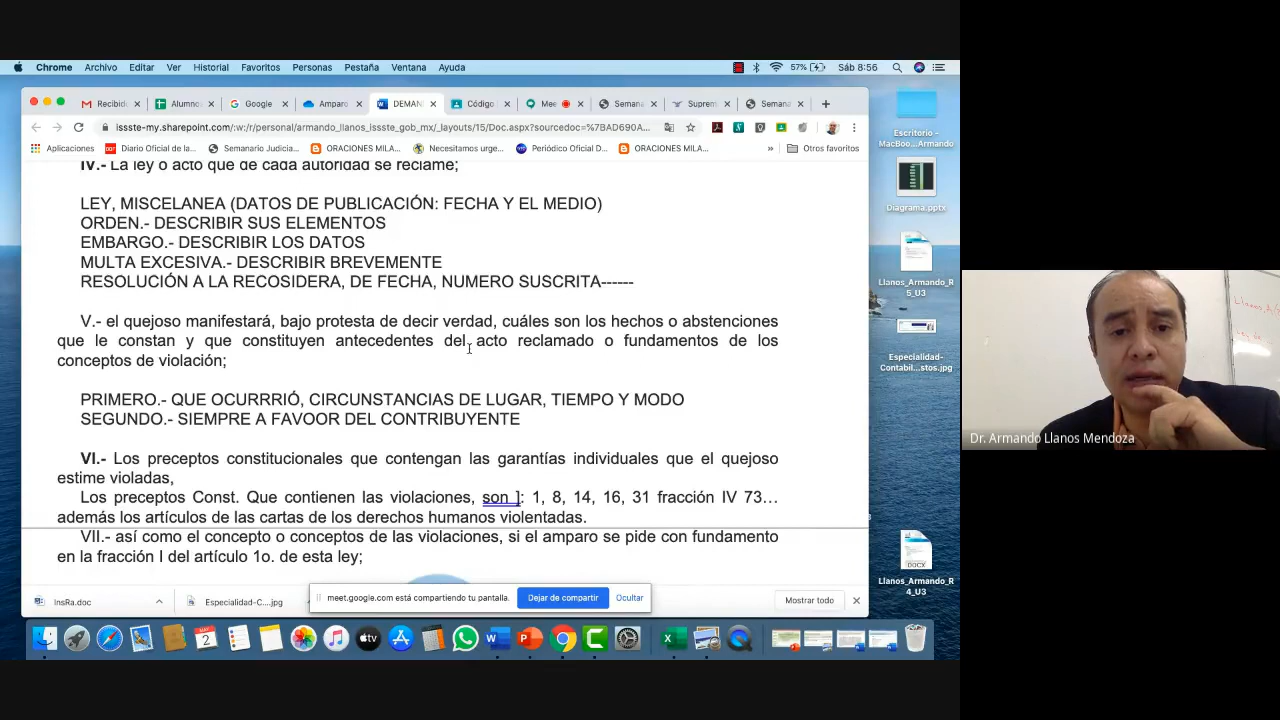 Chrome Archivo Editar Ver Historial Favoritos Personas Pestaña Ventana Ayuda 57% Sáb 8:56
Recibido Alumno Google Amparo DEMAN Código Mee Semana Suprem Semana
issste-my.sharepoint.com/:w:/r/personal/armando_llanos_issste_gob_mx/_layouts/15/Doc.aspx?sourcedoc=%7BAD690A...
Aplicaciones Diario Oficial de la... Semanario Judicia... ORACIONES MILA... Necesitamos urge... Periódico Oficial D... ORACIONES MILA... » Otros favoritos
IV.- La ley o acto que de cada autoridad se reclame;
LEY, MISCELANEA (DATOS DE PUBLICACIÓN: FECHA Y EL MEDIO)
ORDEN.- DESCRIBIR SUS ELEMENTOS
EMBARGO.- DESCRIBIR LOS DATOS
MULTA EXCESIVA.- DESCRIBIR BREVEMENTE
RESOLUCIÓN A LA RECOSIDERA, DE FECHA, NUMERO SUSCRITA------
V.- el quejoso manifestará, bajo protesta de decir verdad, cuáles son los hechos o abstenciones
que le constan y que constituyen antecedentes del acto reclamado o fundamentos de los
conceptos de violación;
PRIMERO.- QUE OCURRRIÓ, CIRCUNSTANCIAS DE LUGAR, TIEMPO Y MODO
SEGUNDO.- SIEMPRE A FAVOOR DEL CONTRIBUYENTE
VI.- Los preceptos constitucionales que contengan las garantías individuales que el quejoso
estime violadas,
Los preceptos Const. Que contienen las violaciones, son ]: 1, 8, 14, 16, 31 fracción IV 73...
además los artículos de las cartas de los derechos humanos violentadas.
VII.- así como el concepto o conceptos de las violaciones, si el amparo se pide con fundamento
en la fracción I del artículo 1o. de esta ley;
meet.google.com está compartiendo tu pantalla. Dejar de compartir Ocultar
InsRa.doc Especialidad-C....jpg Mostrar todo
Escritorio -
MacBoo...Armando
Diagrama.pptx
Llanos_Armando_R
5_U3
Especialidad-
Contabil...stos.jpg
DOCX
Llanos_Armando_R
4_U3
Dr. Armando Llanos Mendoza